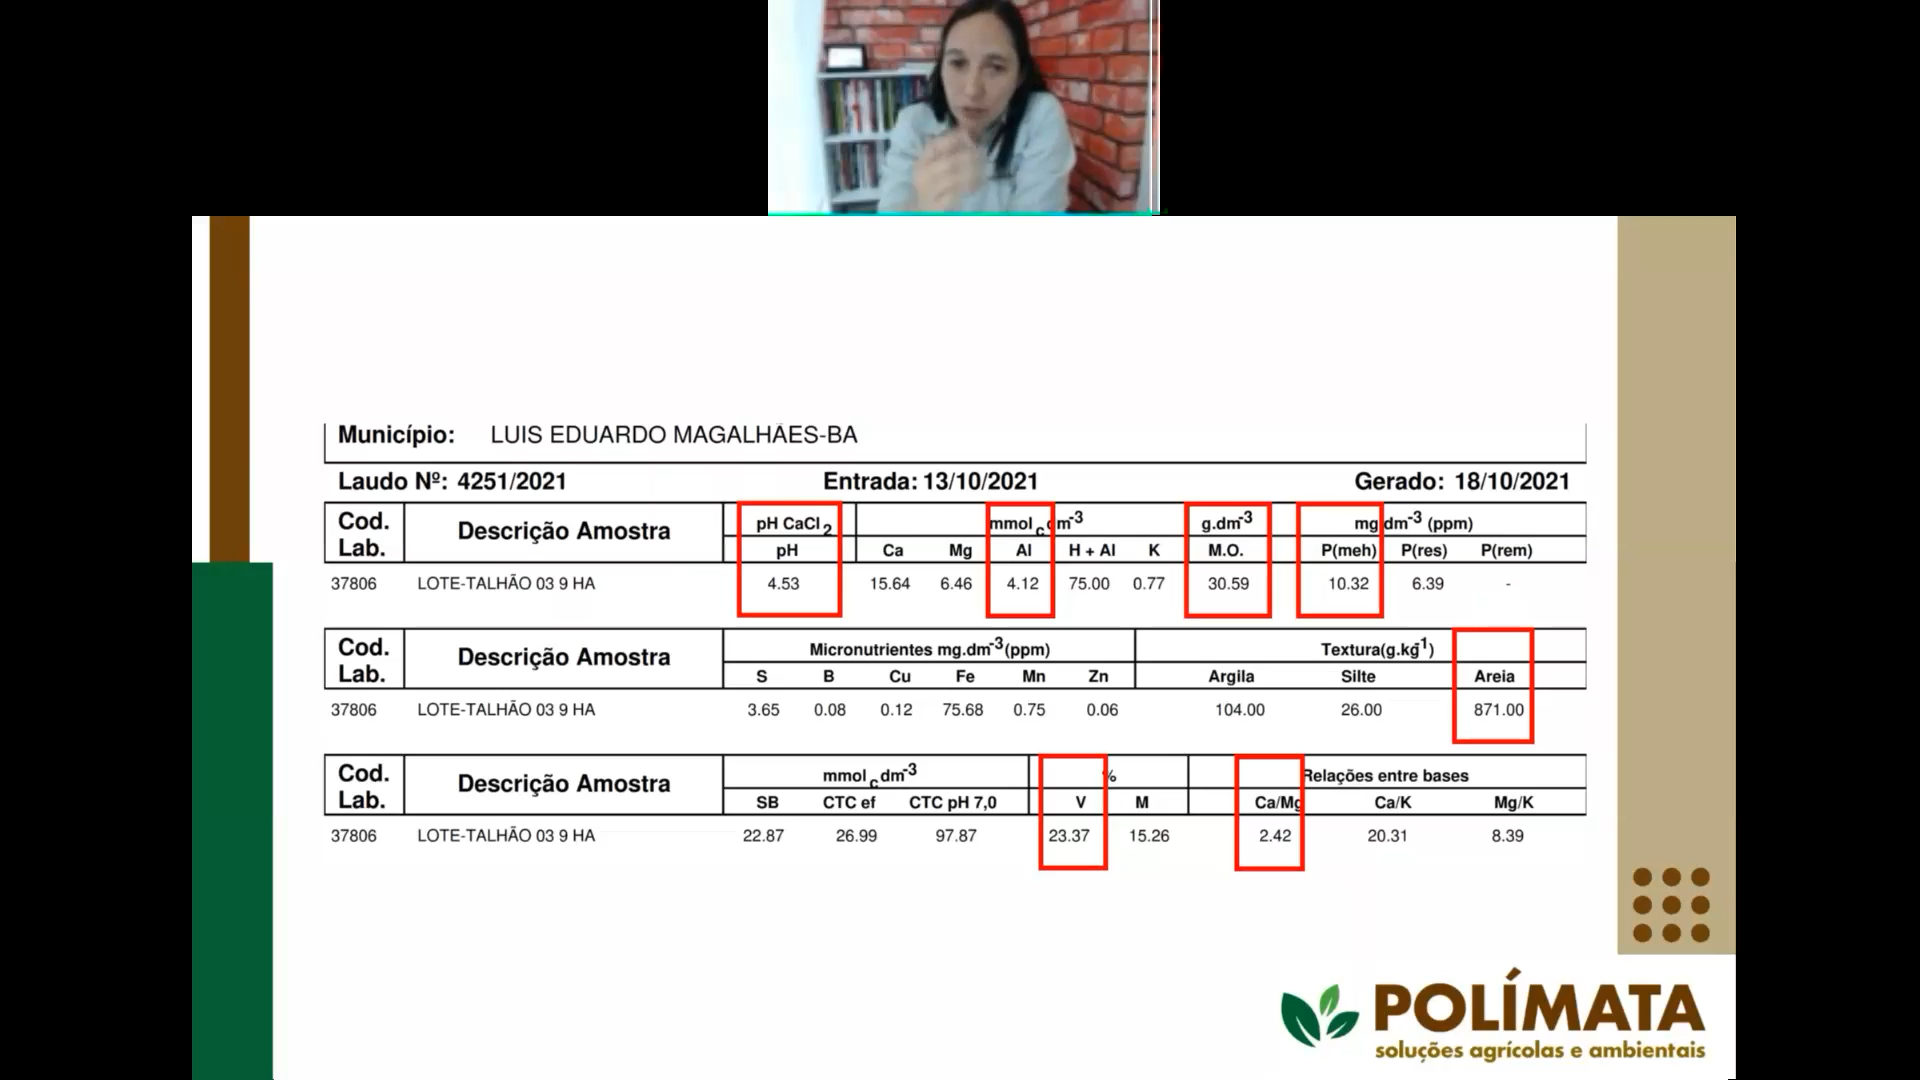 Município: LUIS EDUARDO MAGALHÃES-BA
Laudo Nº: 4251/2021 Entrada: 13/10/2021 Gerado: 18/10/2021
Cod. Lab. Descrição Amostra pH CaCl2 mmolc dm-3 g.dm-3 mg dm-3 (ppm)
pH Ca Mg Al H + Al K M.O. P(meh) P(res) P(rem)
37806 LOTE-TALHÃO 03 9 HA 4.53 15.64 6.46 4.12 75.00 0.77 30.59 10.32 6.39 -
Cod. Lab. Descrição Amostra Micronutrientes mg.dm-3(ppm) Textura(g.kg-1)
S B Cu Fe Mn Zn Argila Silte Areia
37806 LOTE-TALHÃO 03 9 HA 3.65 0.08 0.12 75.68 0.75 0.06 104.00 26.00 871.00
Cod. Lab. Descrição Amostra mmolc dm-3 % Relações entre bases
SB CTC ef CTC pH 7,0 V M Ca/Mg Ca/K Mg/K
37806 LOTE-TALHÃO 03 9 HA 22.87 26.99 97.87 23.37 15.26 2.42 20.31 8.39
POLÍMATA
soluções agrícolas e ambientais